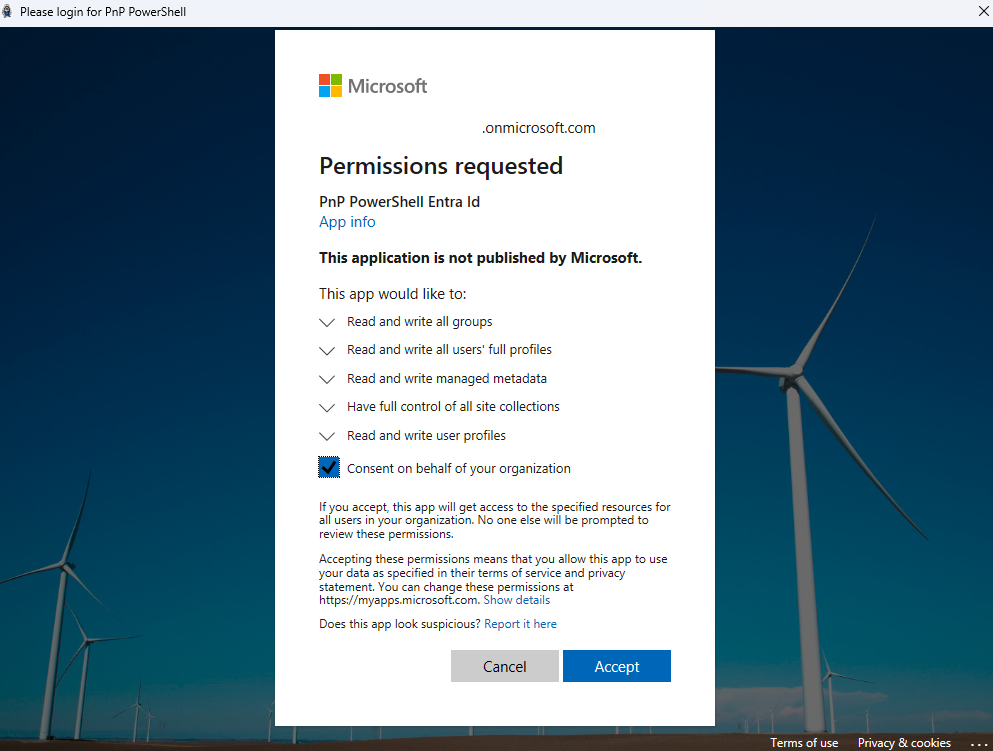 Please login for PnP PowerShell
Microsoft
.onmicrosoft.com
Permissions requested
PnP PowerShell Entra Id
App info
This application is not published by Microsoft.
This app would like to:
Read and write all groups
Read and write all users' full profiles
Read and write managed metadata
Have full control of all site collections
Read and write user profiles
Consent on behalf of your organization
If you accept, this app will get access to the specified resources for
all users in your organization. No one else will be prompted to
review these permissions.
Accepting these permissions means that you allow this app to use
your data as specified in their terms of service and privacy
statement. You can change these permissions at
https://myapps.microsoft.com. Show details
Does this app look suspicious? Report it here
Cancel Accept
Terms of use Privacy & cookies ...